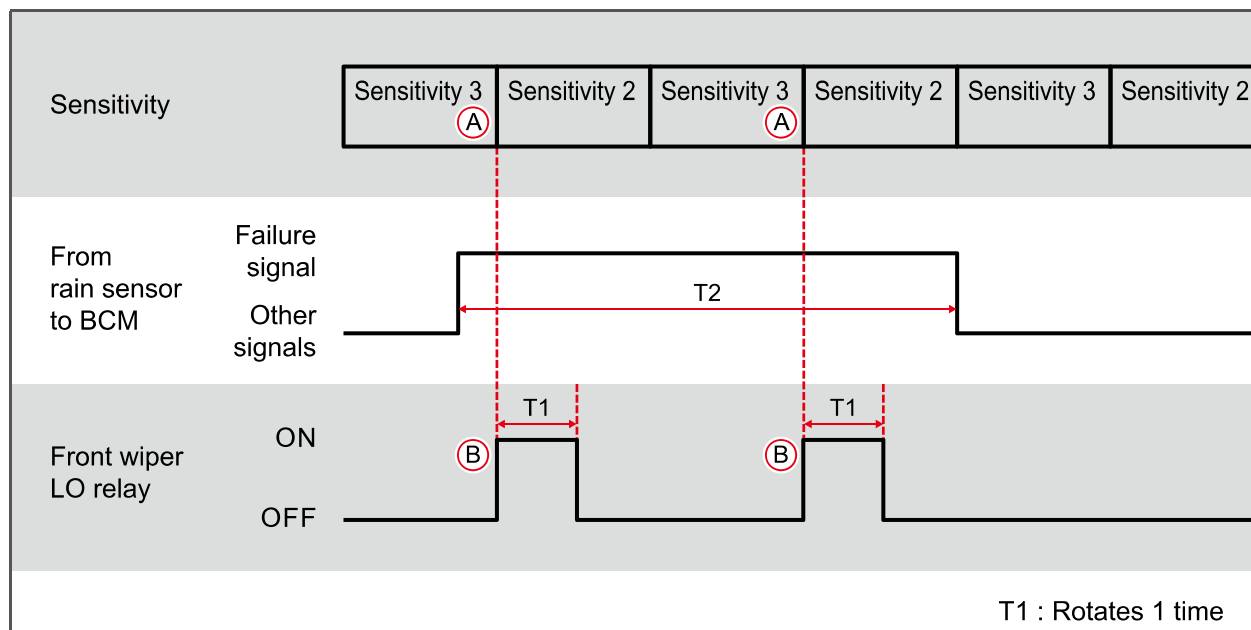 Sensitivity
Sensitivity 3
Sensitivity 2
Sensitivity 3
Sensitivity 2
Sensitivity 3
Sensitivity 2
A
A
From
rain sensor
to BCM
Failure
signal
Other
signals
T2
Front wiper
LO relay
ON
OFF
T1
T1
B
B
T1 : Rotates 1 time